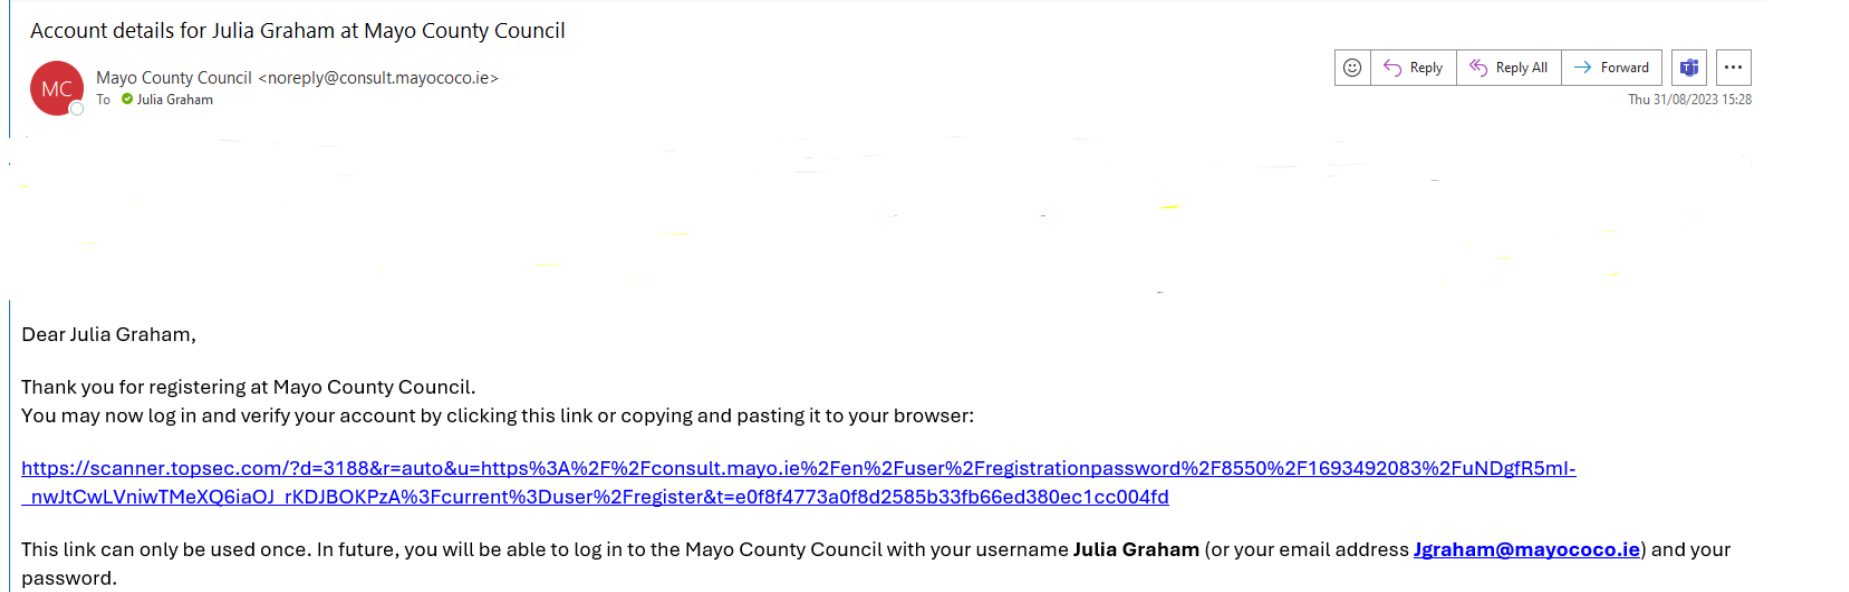 Account details for Julia Graham at Mayo County Council
MC
Mayo County Council <noreply@consult.mayococo.ie>
To Julia Graham
Reply
Reply All
Forward
Thu 31/08/2023 15:28
Dear Julia Graham,
Thank you for registering at Mayo County Council.
You may now log in and verify your account by clicking this link or copying and pasting it to your browser:
https://scanner.topsec.com/?d=3188&r=auto&u=https%3A%2F%2Fconsult.mayo.ie%2Fen%2Fuser%2Fregistrationpassword%2F8550%2F1693492083%2FuNDgfR5ml-
_nwJtCwLVniwTMeXQ6iaOJ_rKDJBOKPzA%3Fcurrent%3Duser%2Fregister&t=e0f8f4773a0f8d2585b33fb66ed380ec1cc004fd
This link can only be used once. In future, you will be able to log in to the Mayo County Council with your username Julia Graham (or your email address Jgraham@mayococo.ie) and your
password.